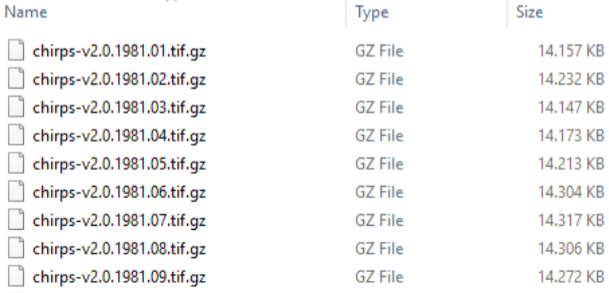 Name Type Size
chirps-v2.0.1981.01.tif.gz GZ File 14.157 KB
chirps-v2.0.1981.02.tif.gz GZ File 14.232 KB
chirps-v2.0.1981.03.tif.gz GZ File 14.147 KB
chirps-v2.0.1981.04.tif.gz GZ File 14.173 KB
chirps-v2.0.1981.05.tif.gz GZ File 14.213 KB
chirps-v2.0.1981.06.tif.gz GZ File 14.304 KB
chirps-v2.0.1981.07.tif.gz GZ File 14.317 KB
chirps-v2.0.1981.08.tif.gz GZ File 14.306 KB
chirps-v2.0.1981.09.tif.gz GZ File 14.272 KB